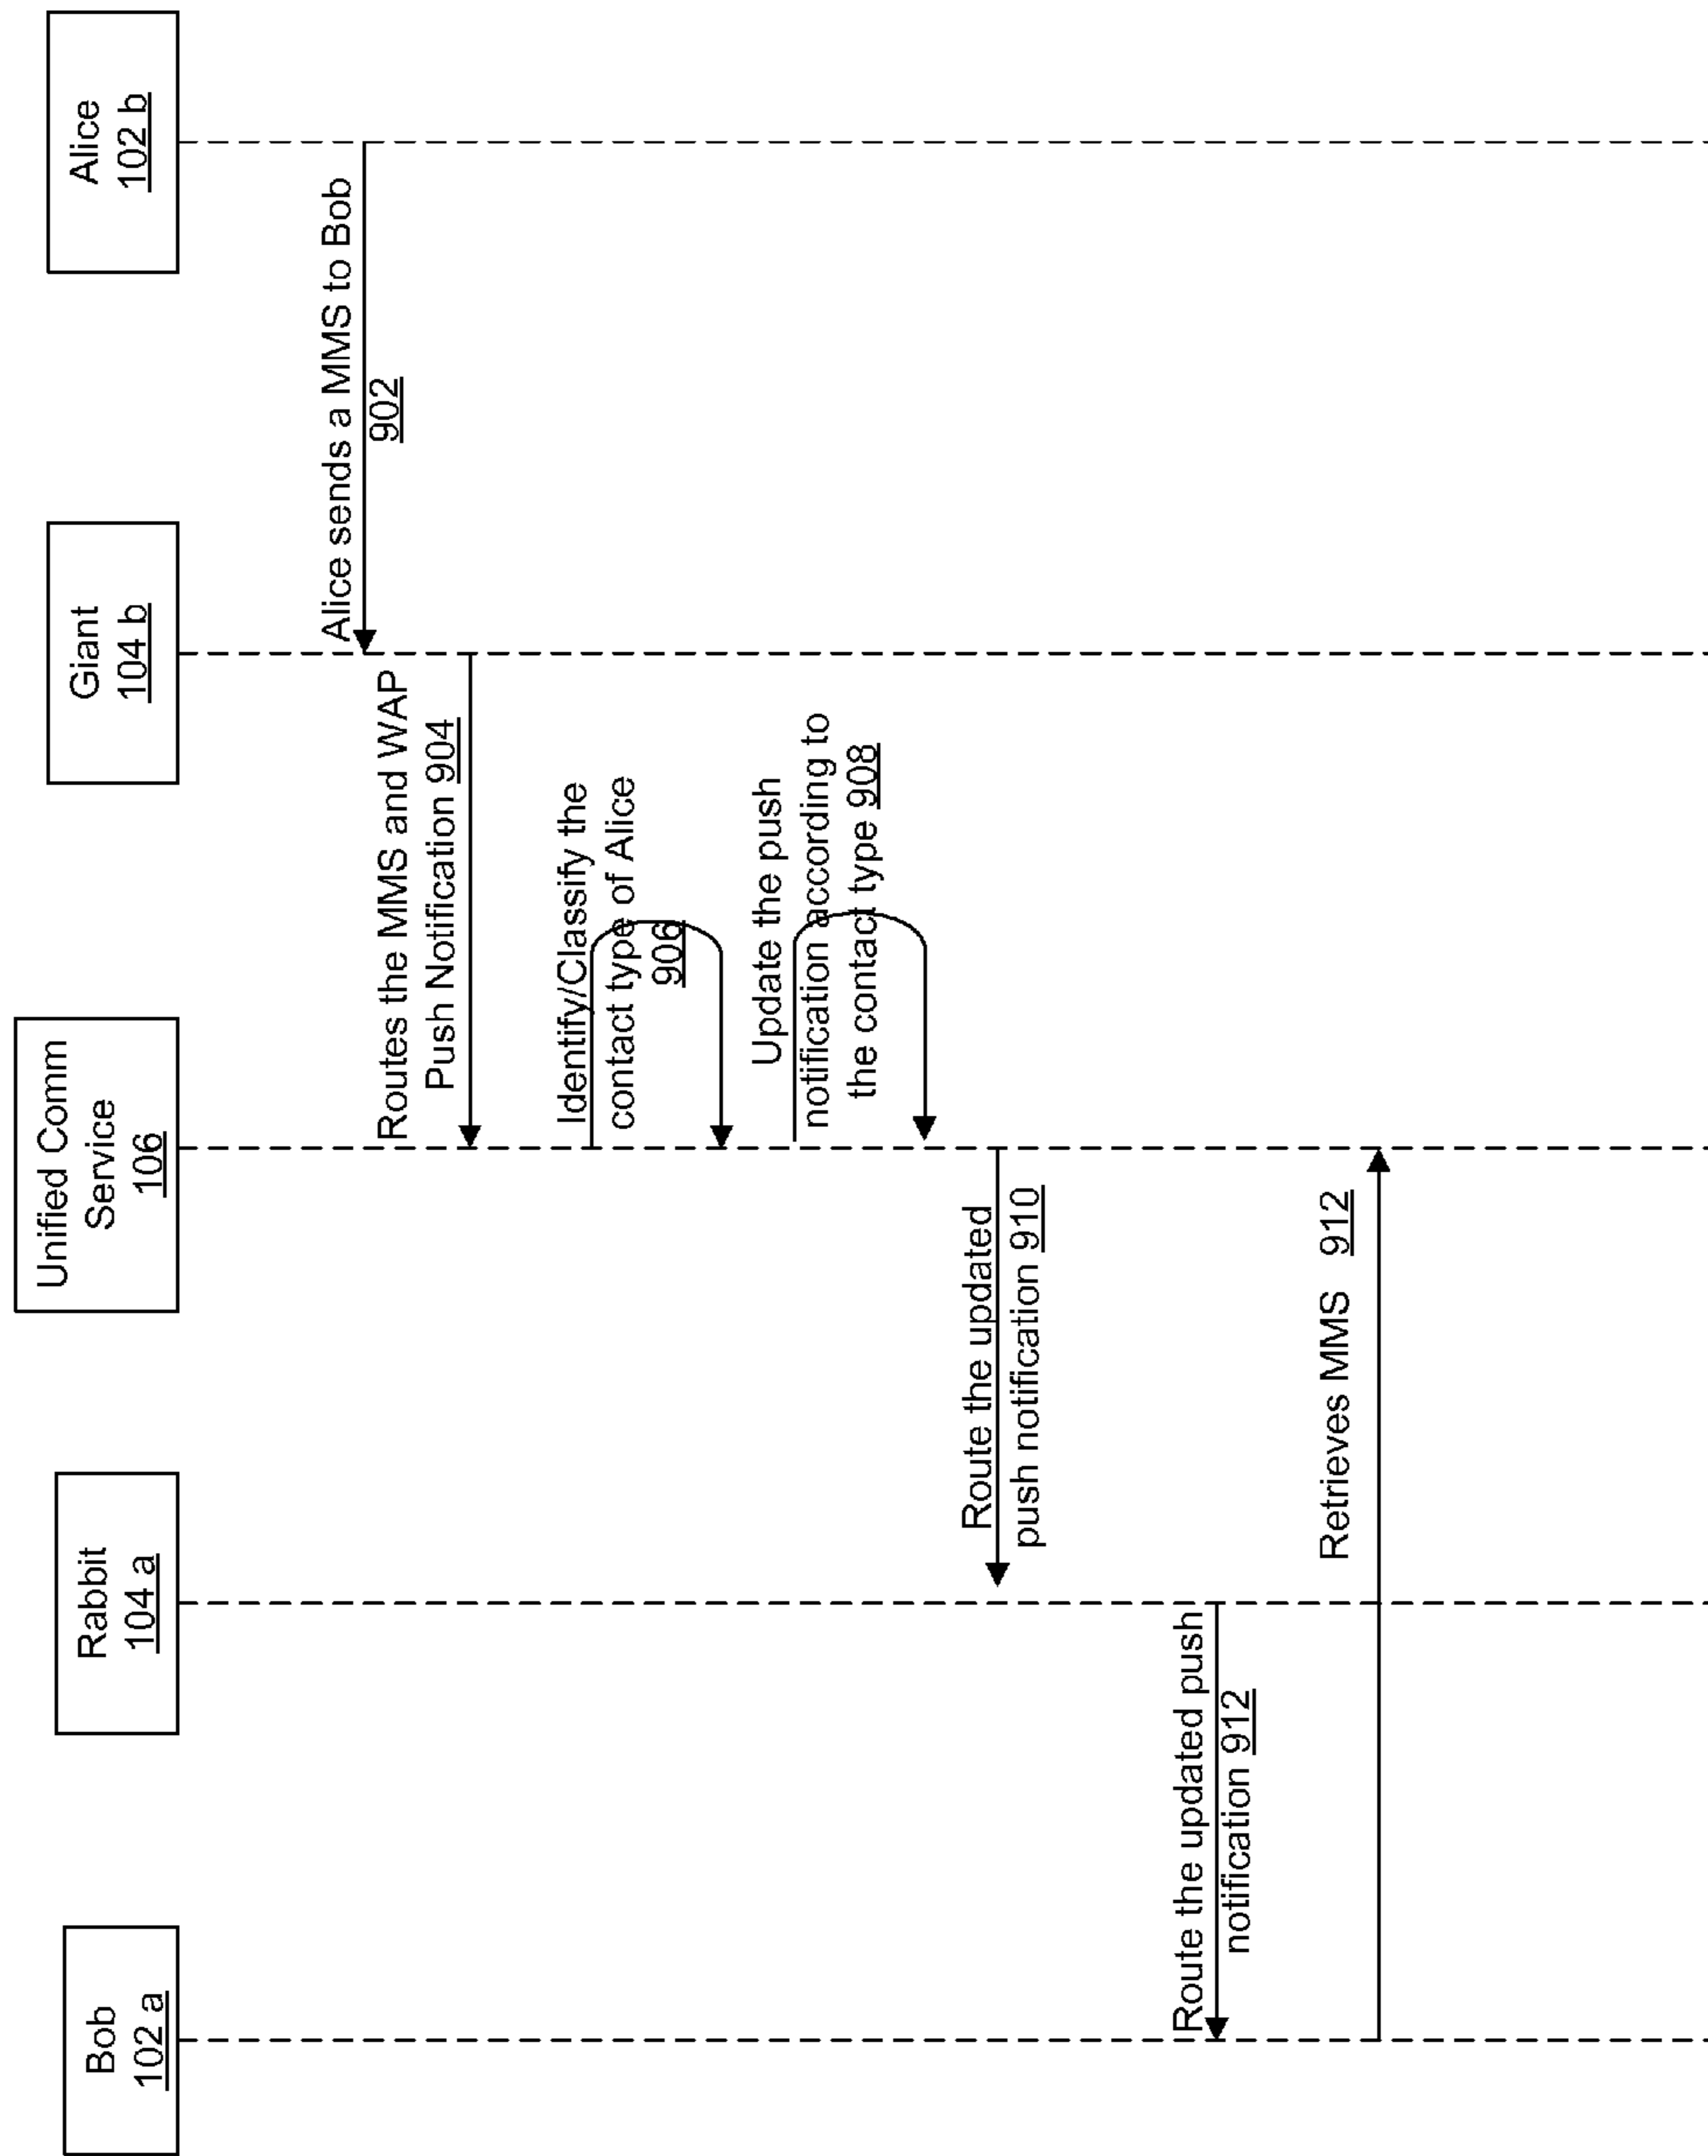 Bob
102 a
Rabbit
104 a
Unified Comm
Service
106
Giant
104 b
Alice
102 b
Alice sends a MMS to Bob
902
Routes the MMS and WAP
Push Notification 904
Identify/Classify the
contact type of Alice
906
Update the push
notification according to
the contact type 908
Route the updated
push notification 910
Route the updated push
notification 912
Retrieves MMS 912